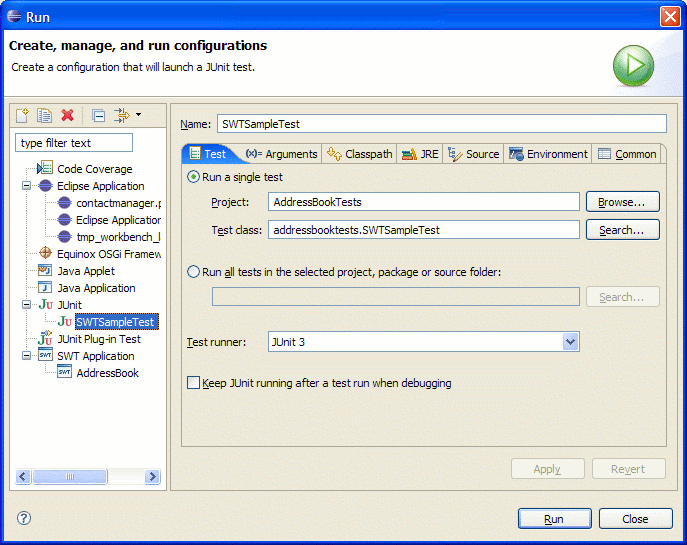 Run
Create, manage, and run configurations
Create a configuration that will launch a JUnit test.
type filter text
Code Coverage
Eclipse Application
contactmanager.p
Eclipse Application
tmp_workbench_l
Equinox OSGi Framew
Java Applet
Java Application
JUnit
SWTSampleTest
JUnit Plug-in Test
SWT Application
AddressBook
Name: SWTSampleTest
Test (x)= Arguments Classpath JRE Source Environment Common
Run a single test
Project: AddressBookTests Browse...
Test class: addressbooktests.SWTSampleTest Search...
Run all tests in the selected project, package or source folder:
Search...
Test runner: JUnit 3
Keep JUnit running after a test run when debugging
Apply Revert
? Run Close